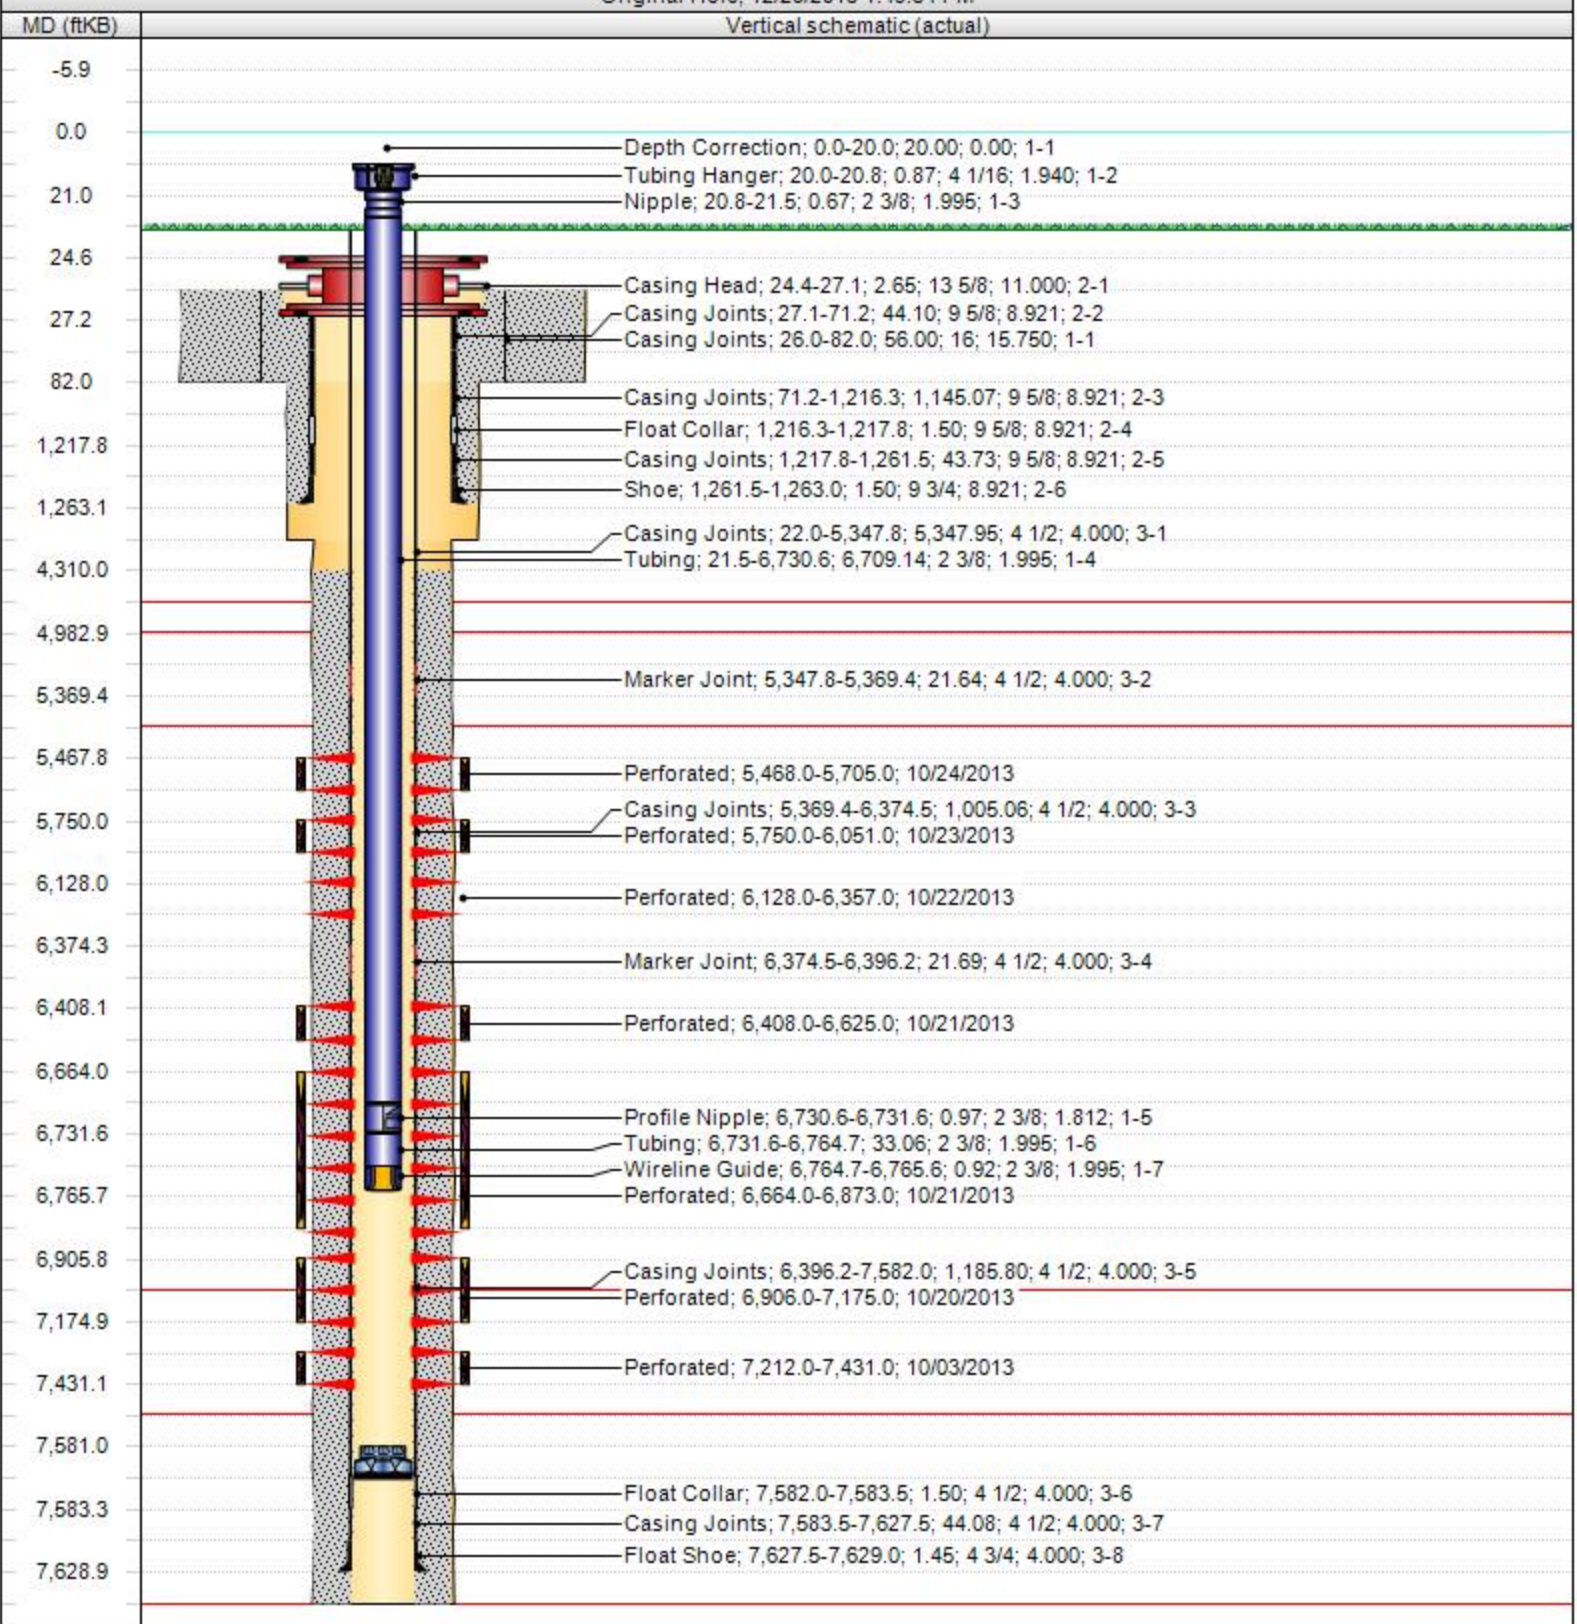 MD (ftKB)
Vertical schematic (actual)
-5.9
0.0
Depth Correction; 0.0-20.0; 20.00; 0.00; 1-1
Tubing Hanger; 20.0-20.8; 0.87; 4 1/16; 1.940; 1-2
21.0
Nipple; 20.8-21.5; 0.67; 2 3/8; 1.995; 1-3
24.6
Casing Head; 24.4-27.1; 2.65; 13 5/8; 11.000; 2-1
27.2
Casing Joints; 27.1-71.2; 44.10; 9 5/8; 8.921; 2-2
Casing Joints; 26.0-82.0; 56.00; 16; 15.750; 1-1
82.0
Casing Joints; 71.2-1,216.3; 1,145.07; 9 5/8; 8.921; 2-3
Float Collar; 1,216.3-1,217.8; 1.50; 9 5/8; 8.921; 2-4
1,217.8
Casing Joints; 1,217.8-1,261.5; 43.73; 9 5/8; 8.921; 2-5
Shoe; 1,261.5-1,263.0; 1.50; 9 3/4; 8.921; 2-6
1,263.1
Casing Joints; 22.0-5,347.8; 5,347.95; 4 1/2; 4.000; 3-1
Tubing; 21.5-6,730.6; 6,709.14; 2 3/8; 1.995; 1-4
4,310.0
4,982.9
Marker Joint; 5,347.8-5,369.4; 21.64; 4 1/2; 4.000; 3-2
5,369.4
5,467.8
Perforated; 5,468.0-5,705.0; 10/24/2013
Casing Joints; 5,369.4-6,374.5; 1,005.06; 4 1/2; 4.000; 3-3
5,750.0
Perforated; 5,750.0-6,051.0; 10/23/2013
6,128.0
Perforated; 6,128.0-6,357.0; 10/22/2013
6,374.3
Marker Joint; 6,374.5-6,396.2; 21.69; 4 1/2; 4.000; 3-4
6,408.1
Perforated; 6,408.0-6,625.0; 10/21/2013
6,664.0
Profile Nipple; 6,730.6-6,731.6; 0.97; 2 3/8; 1.812; 1-5
6,731.6
Tubing; 6,731.6-6,764.7; 33.06; 2 3/8; 1.995; 1-6
Wireline Guide; 6,764.7-6,765.6; 0.92; 2 3/8; 1.995; 1-7
6,765.7
Perforated; 6,664.0-6,873.0; 10/21/2013
6,905.8
Casing Joints; 6,396.2-7,582.0; 1,185.80; 4 1/2; 4.000; 3-5
Perforated; 6,906.0-7,175.0; 10/20/2013
7,174.9
Perforated; 7,212.0-7,431.0; 10/03/2013
7,431.1
7,581.0
Float Collar; 7,582.0-7,583.5; 1.50; 4 1/2; 4.000; 3-6
7,583.3
Casing Joints; 7,583.5-7,627.5; 44.08; 4 1/2; 4.000; 3-7
Float Shoe; 7,627.5-7,629.0; 1.45; 4 3/4; 4.000; 3-8
7,628.9